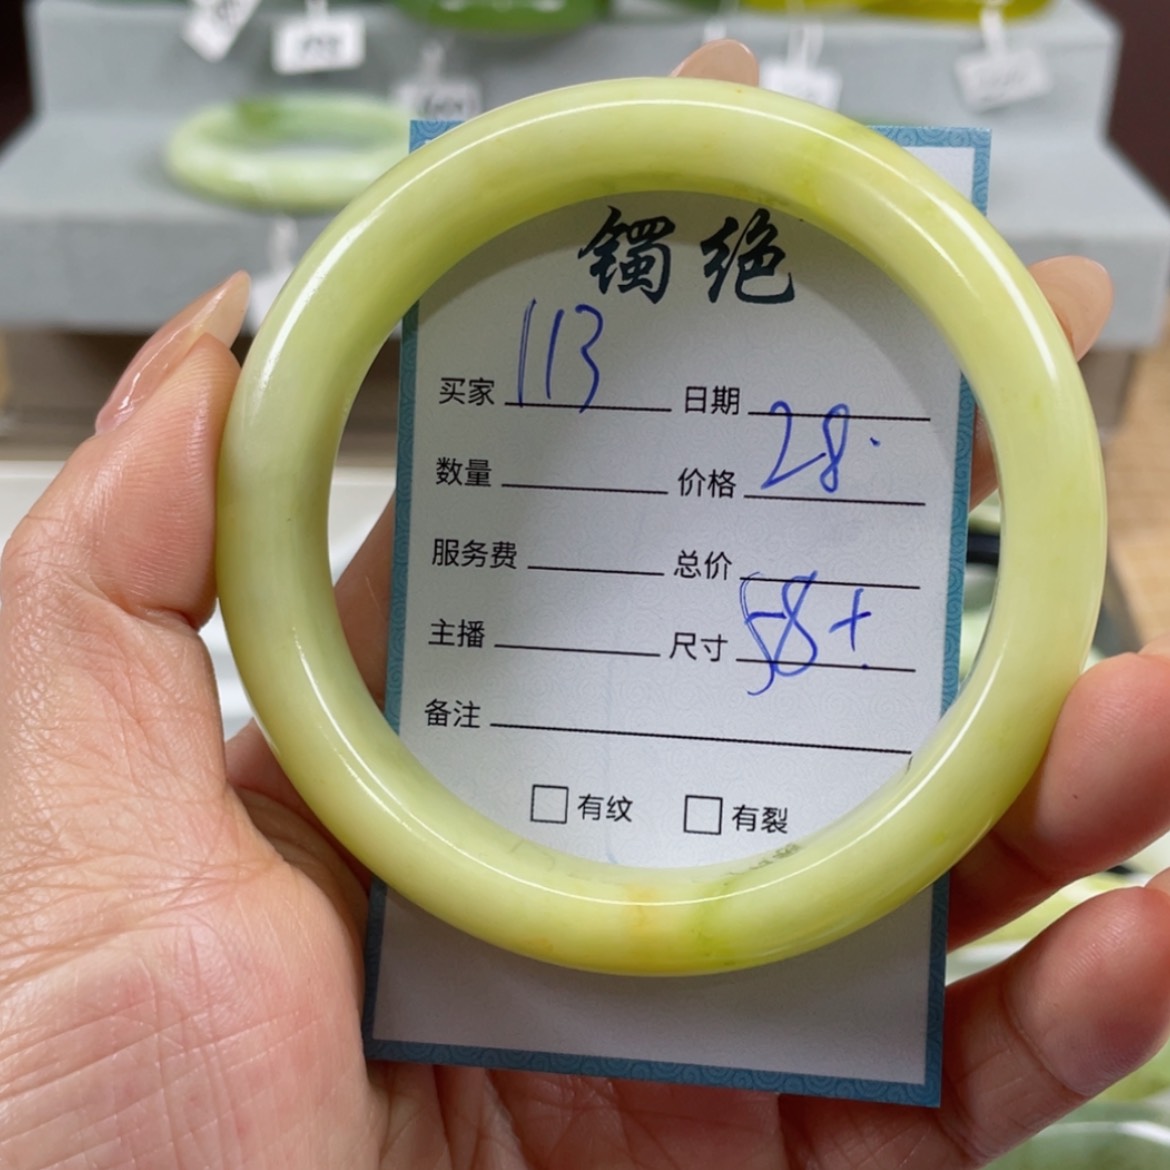 镯绝
买家 113 日期
数量 价格 28.
服务费 总价
主播 尺寸 58+
备注
有纹 有裂